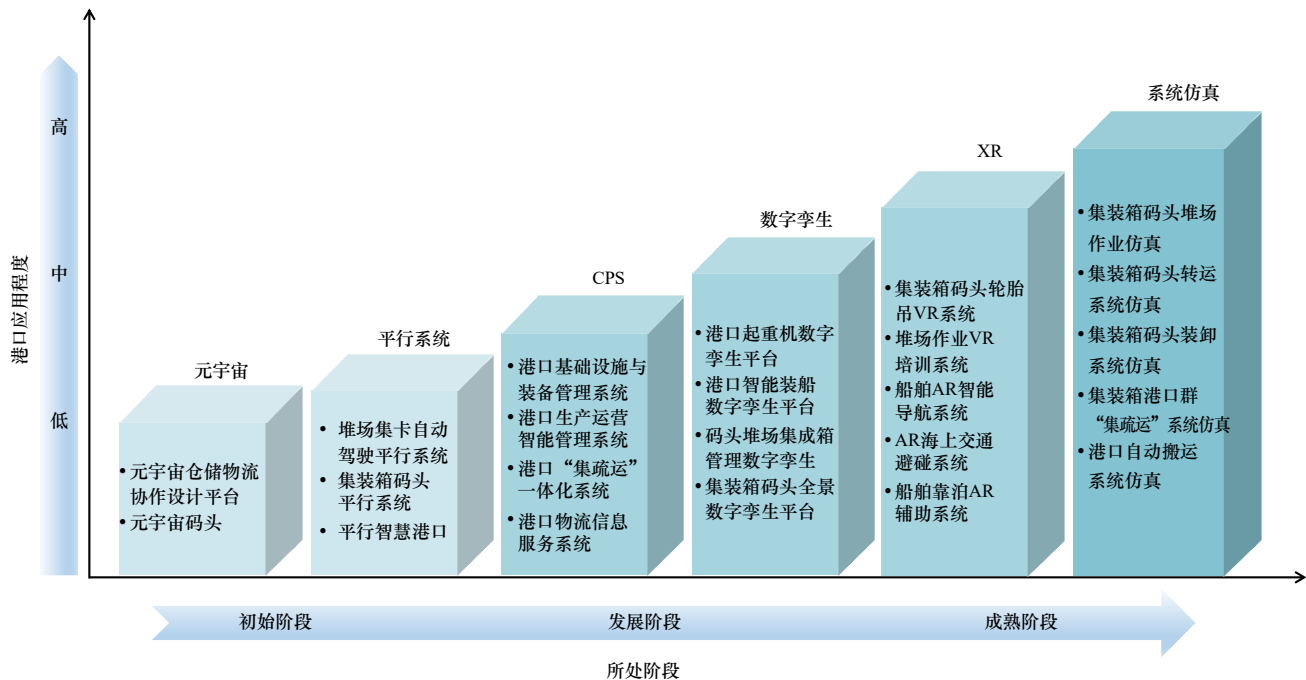 港口应用程度
高
中
低
元宇宙
•元宇宙仓储物流
协作设计平台
•元宇宙码头
平行系统
• 堆场集卡自动
驾驶平行系统
• 集装箱码头
平行系统
• 平行智慧港口
CPS
•港口基础设施与
装备管理系统
•港口生产运营
智能管理系统
•港口“集疏运”
一体化系统
•港口物流信息
服务系统
数字孪生
•港口起重机数字
孪生平台
•港口智能装船
数字孪生平台
•码头堆场集成箱
管理数字孪生
•集装箱码头全景
数字孪生平台
XR
•集装箱码头轮胎
吊VR系统
•堆场作业VR
培训系统
•船舶AR智能
导航系统
•AR海上交通
避碰系统
•船舶靠泊AR
辅助系统
系统仿真
•集装箱码头堆场
作业仿真
•集装箱码头转运
系统仿真
•集装箱码头装卸
系统仿真
•集装箱港口群
“集疏运”系统仿真
•港口自动搬运
系统仿真
初始阶段
发展阶段
成熟阶段
所处阶段